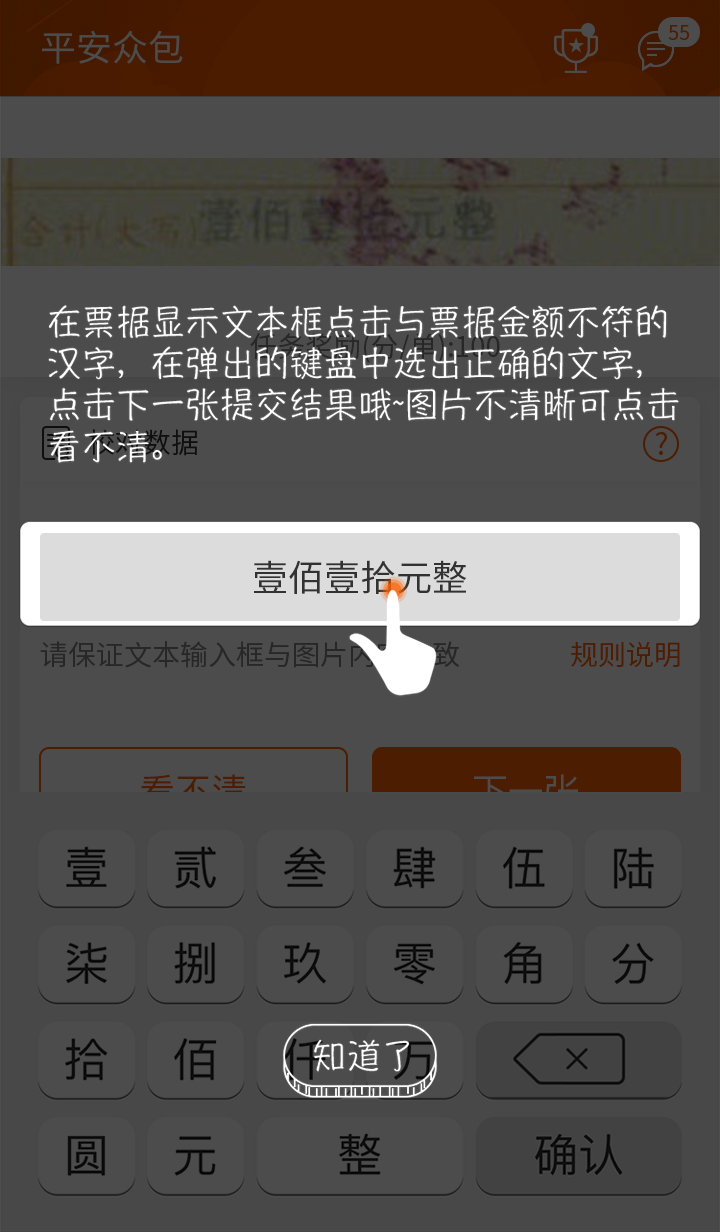 平安众包
55
合计(大写)
壹佰壹拾元整
在票据显示文本框点击与票据金额不符的
汉字，在弹出的键盘中选出正确的文字，
点击下一张提交结果哦~图片不清晰可点击
看不清。
任务奖励(分/单):100
校对数据
?
壹佰壹拾元整
请保证文本输入框与图片内 致
规则说明
看不清
下一张
壹 贰 叁 肆 伍 陆
柒 捌 玖 零 角 分
拾 佰 仟 万
知道了
圆 元 整 确认